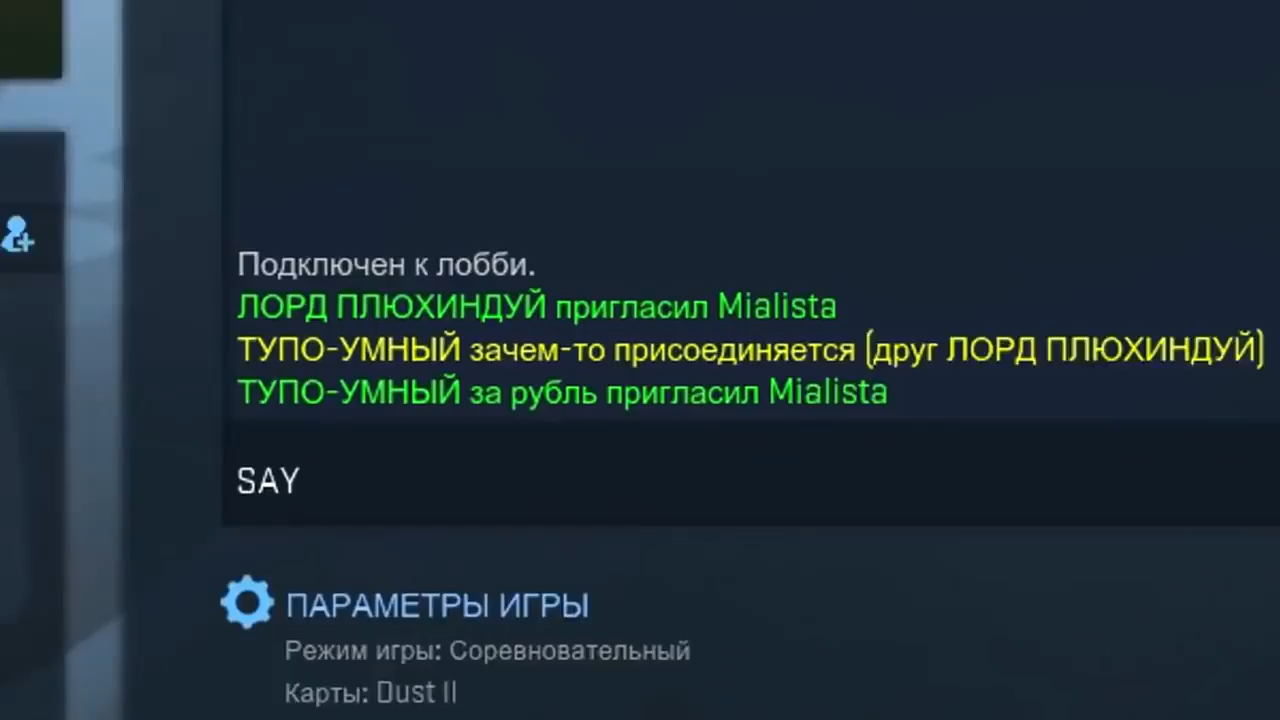 Подключен к лобби.
ЛОРД ПЛЮХИНДУЙ пригласил Mialista
ТУПО-УМНЫЙ зачем-то присоединяется (друг ЛОРД ПЛЮХИНДУЙ)
ТУПО-УМНЫЙ за рубль пригласил Mialista
SAY
ПАРАМЕТРЫ ИГРЫ
Режим игры: Соревновательный
Карты: Dust II